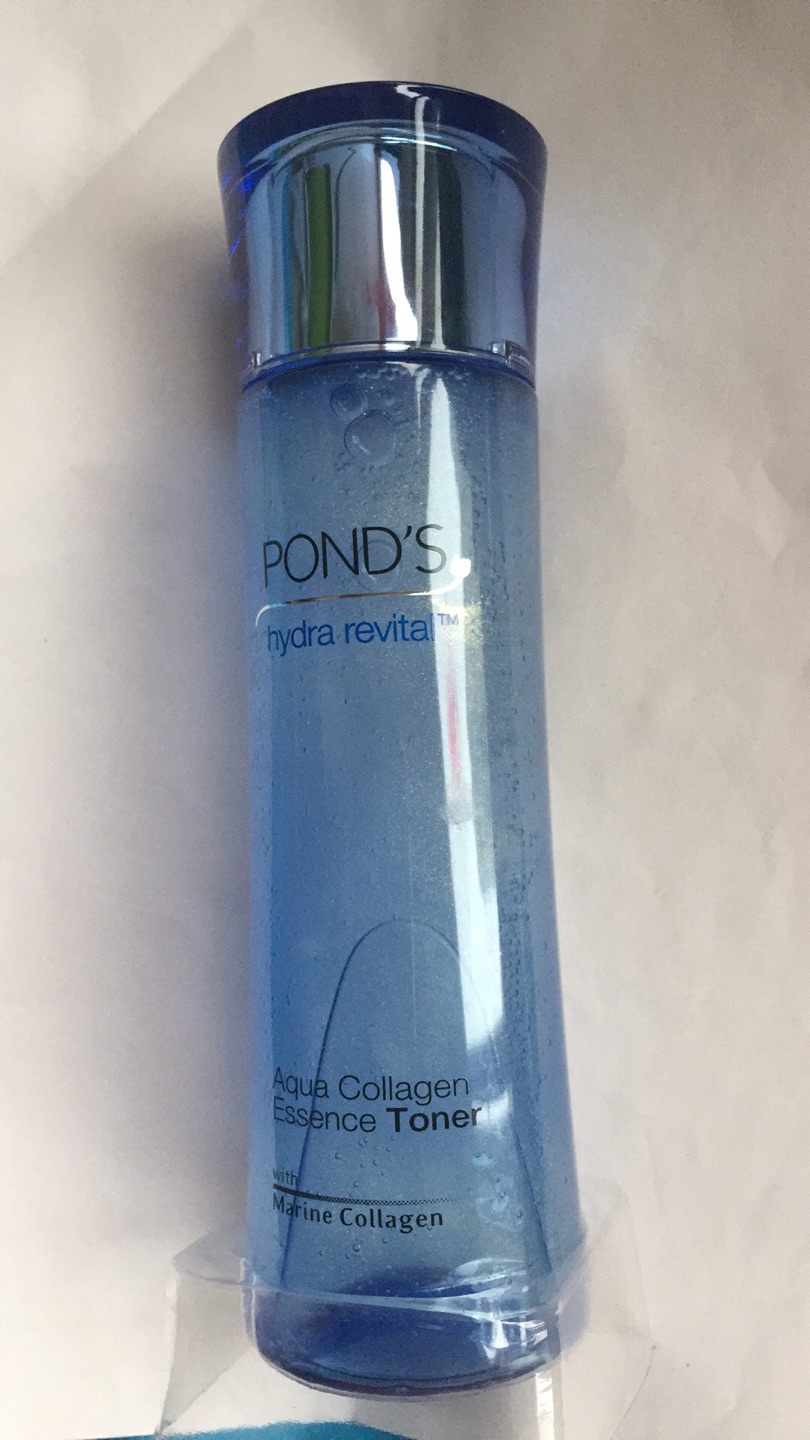 POND'S
hydra revital™
Aqua Collagen
Essence Toner
with
Marine Collagen